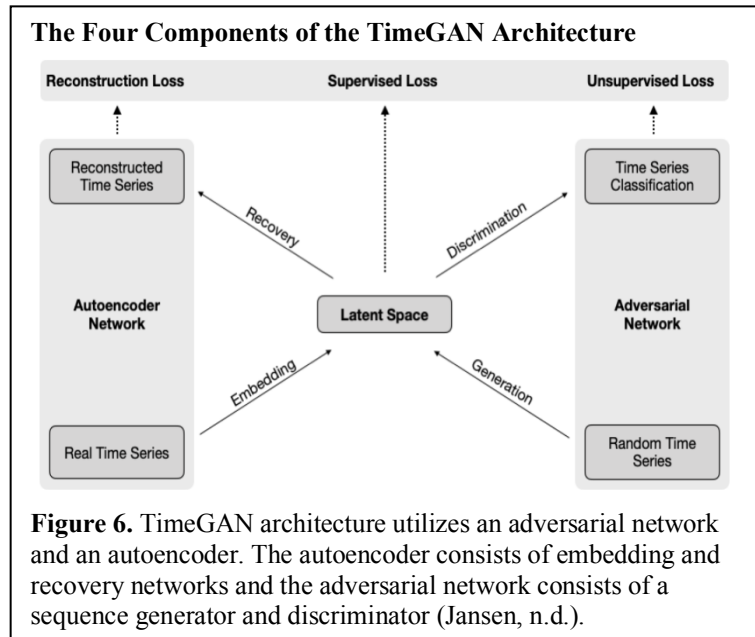 The Four Components of the TimeGAN Architecture
Reconstruction Loss
Supervised Loss
Unsupervised Loss
Reconstructed
Time Series
Time Series
Classification
Recovery
Discrimination
Autoencoder
Network
Latent Space
Adversarial
Network
Embedding
Generation
Real Time Series
Random Time
Series
Figure 6. TimeGAN architecture utilizes an adversarial network
and an autoencoder. The autoencoder consists of embedding and
recovery networks and the adversarial network consists of a
sequence generator and discriminator (Jansen, n.d.).